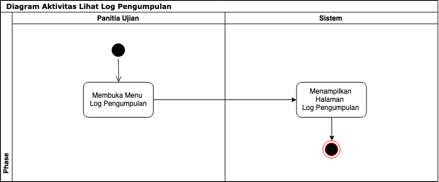 Diagram Aktivitas Lihat Log Pengumpulan
Panitia Ujian
Sistem
Membuka Menu
Log Pengumpulan
Menampilkan
Halaman
Log Pengumpulan
Phase